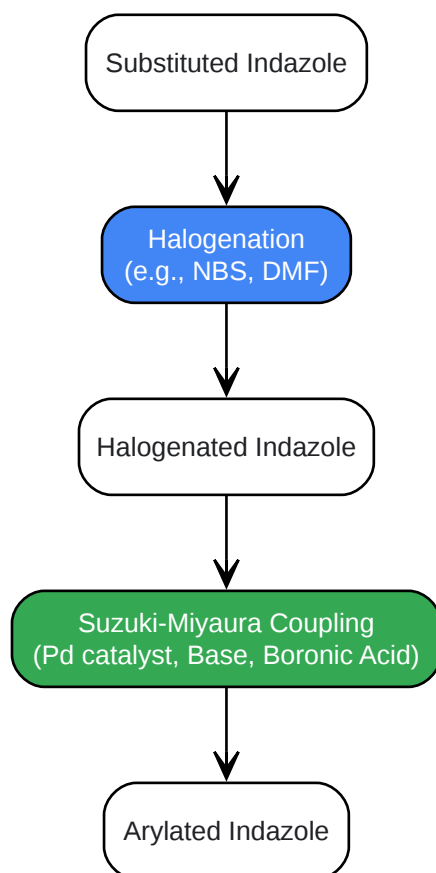 Substituted Indazole
Halogenation
(e.g., NBS, DMF)
Halogenated Indazole
Suzuki-Miyaura Coupling
(Pd catalyst, Base, Boronic Acid)
Arylated Indazole